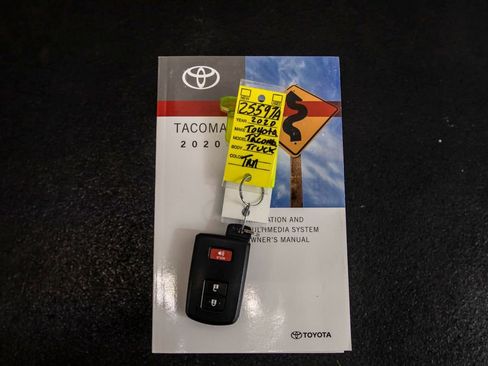 TACOMA
2020
25597A
YEAR 2020
MAKE Toyota
MODEL Tacoma
BODY Truck
COLOR TAN
ATION AND
ULTIMEDIA SYSTEM
WNER'S MANUAL
TOYOTA